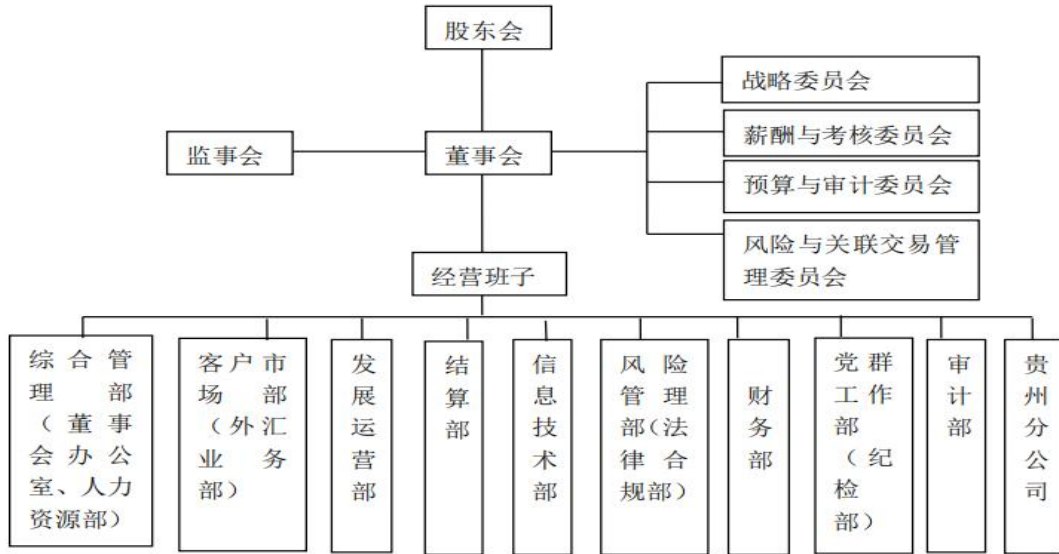 股东会
战略委员会
薪酬与考核委员会
监事会
董事会
预算与审计委员会
风险与关联交易管
理委员会
经营班子
综合管
理部
（董事
会办公
室、人力
资源部）
客户市
场部
（外汇
业务
部）
发
展
运
营
部
结
算
部
信
息
技
术
部
风险
管理
部（法
律合
规部）
财
务
部
党群
工作
部
（纪
检
部）
审
计
部
贵
州
分
公
司